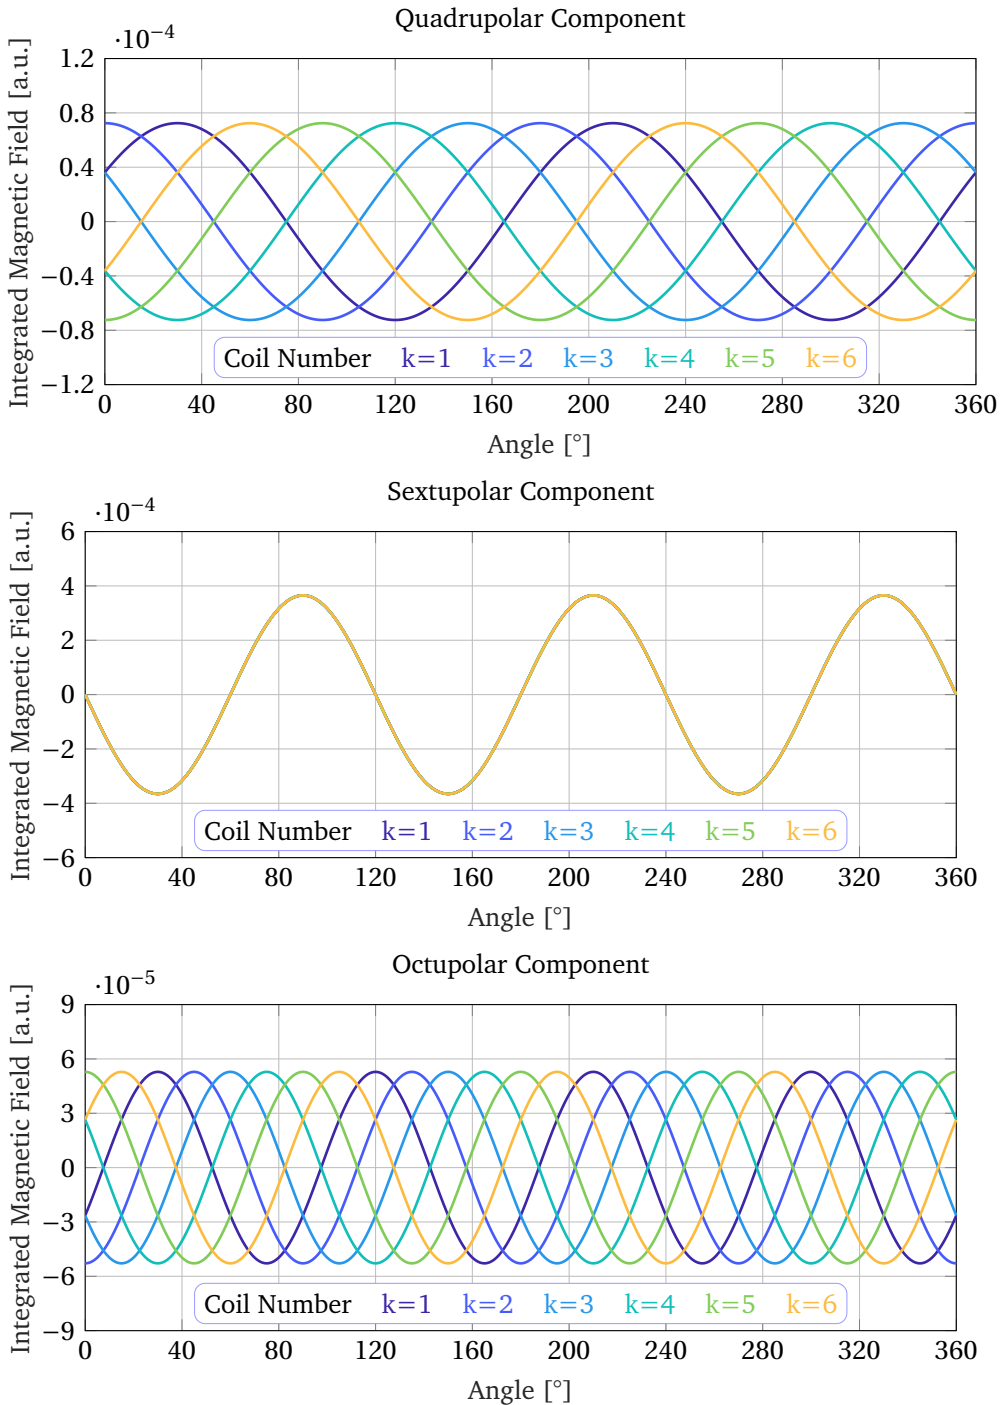 Quadrupolar Component
·10⁻⁴
Integrated Magnetic Field [a.u.]
1.2
0.8
0.4
0
−0.4
−0.8
−1.2
Coil Number k=1 k=2 k=3 k=4 k=5 k=6
0 40 80 120 160 200 240 280 320 360
Angle [°]
Sextupolar Component
·10⁻⁴
Integrated Magnetic Field [a.u.]
6
4
2
0
−2
−4
−6
Coil Number k=1 k=2 k=3 k=4 k=5 k=6
0 40 80 120 160 200 240 280 320 360
Angle [°]
Octupolar Component
·10⁻⁵
Integrated Magnetic Field [a.u.]
9
6
3
0
−3
−6
−9
Coil Number k=1 k=2 k=3 k=4 k=5 k=6
0 40 80 120 160 200 240 280 320 360
Angle [°]